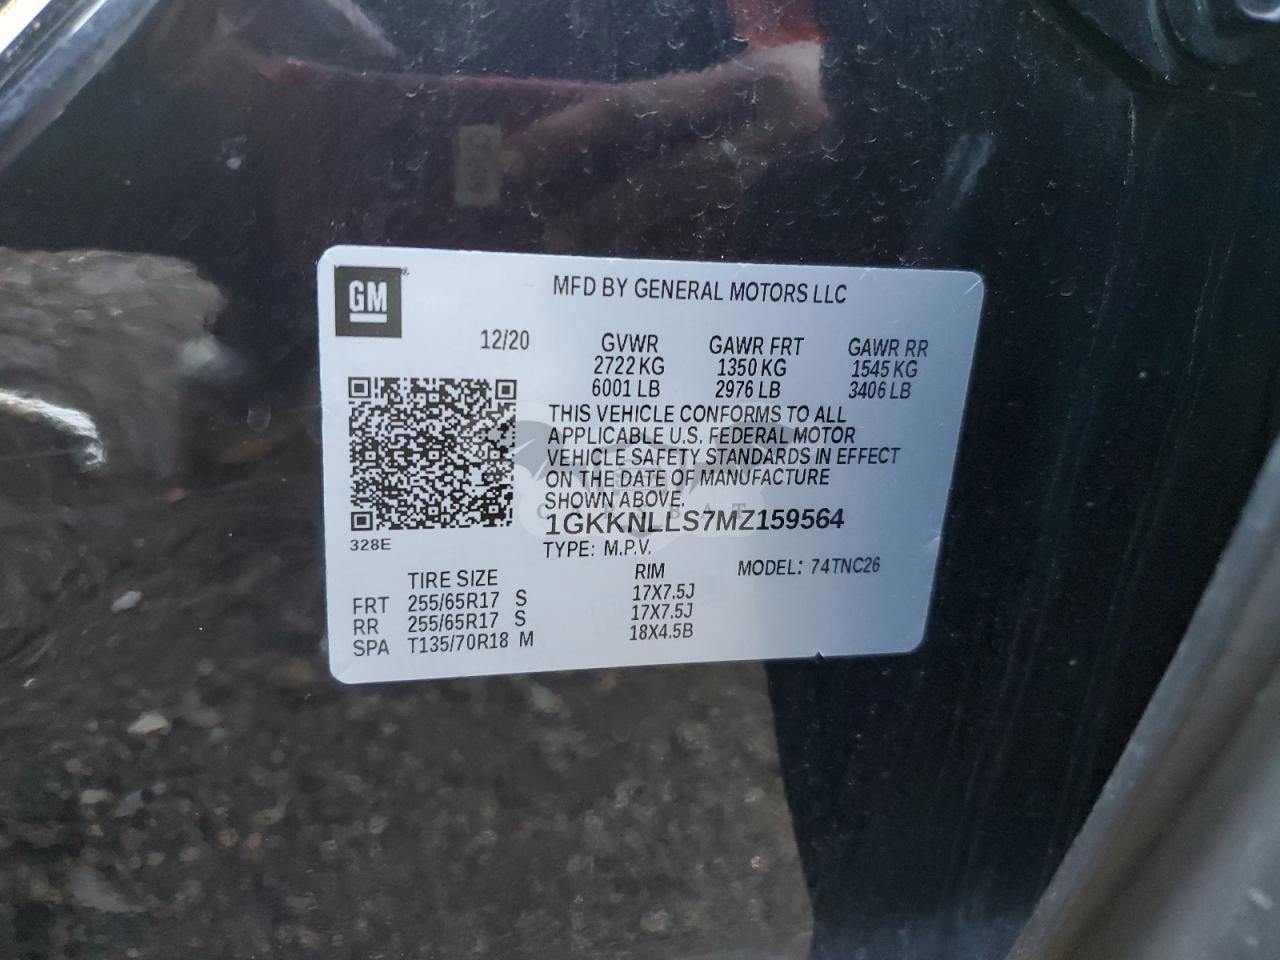 GM
MFD BY GENERAL MOTORS LLC
12/20 GVWR GAWR FRT GAWR RR
2722 KG 1350 KG 1545 KG
6001 LB 2976 LB 3406 LB
THIS VEHICLE CONFORMS TO ALL
APPLICABLE U.S. FEDERAL MOTOR
VEHICLE SAFETY STANDARDS IN EFFECT
ON THE DATE OF MANUFACTURE
SHOWN ABOVE.
1GKKNLLS7MZ159564
328E
TYPE: M.P.V.
TIRE SIZE RIM MODEL: 74TNC26
FRT 255/65R17 S 17X7.5J
RR 255/65R17 S 17X7.5J
SPA T135/70R18 M 18X4.5B